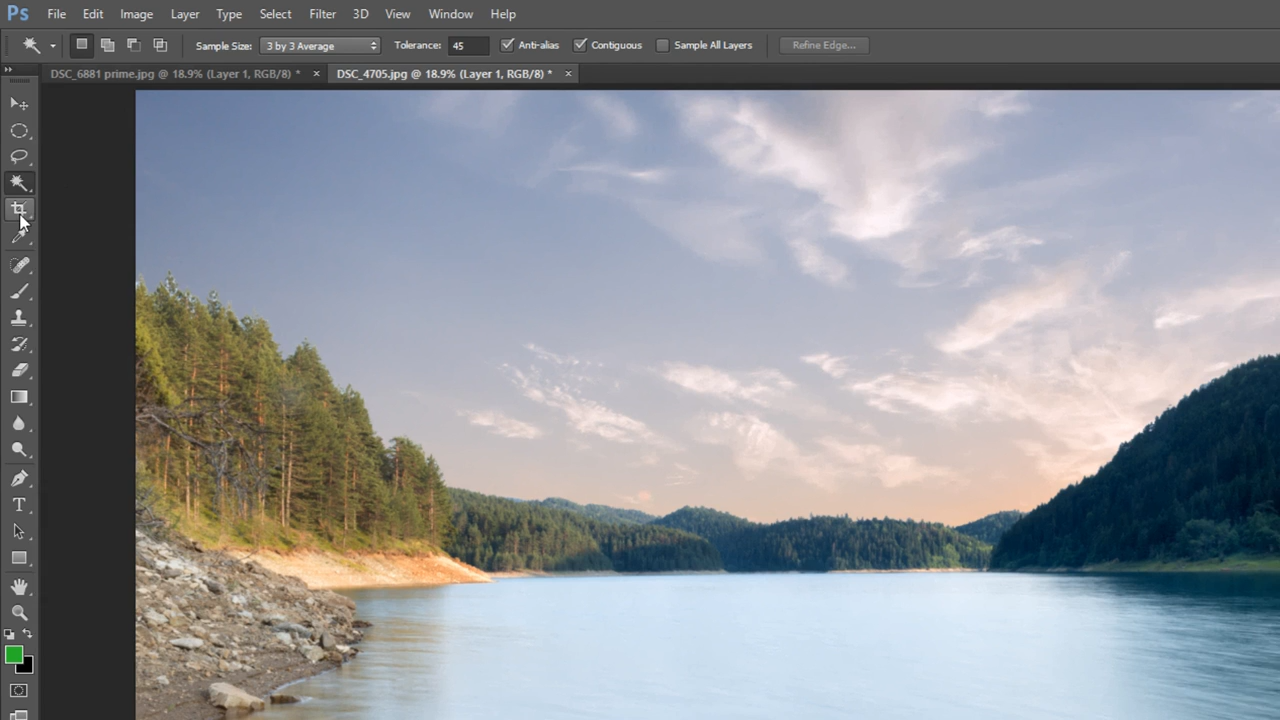 Ps File Edit Image Layer Type Select Filter 3D View Window Help
Sample Size: 3 by 3 Average Tolerance: 45 Anti-alias Contiguous Sample All Layers Refine Edge...
DSC_6881 prime.jpg @ 18.9% (Layer 1, RGB/8) * × DSC_4705.jpg @ 18.9% (Layer 1, RGB/8) * ×
T